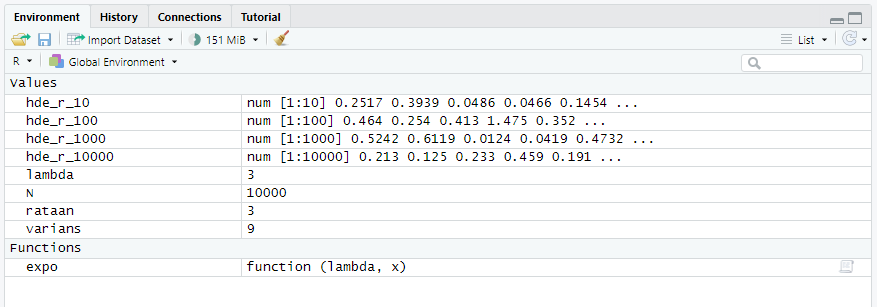 Environment History Connections Tutorial
Import Dataset 151 MiB List
R Global Environment
Values
hde_r_10 num [1:10] 0.2517 0.3939 0.0486 0.0466 0.1454 ...
hde_r_100 num [1:100] 0.464 0.254 0.413 1.475 0.352 ...
hde_r_1000 num [1:1000] 0.5242 0.6119 0.0124 0.0419 0.4732 ...
hde_r_10000 num [1:10000] 0.213 0.125 0.233 0.459 0.191 ...
lambda 3
N 10000
rataan 3
varians 9
Functions
expo function (lambda, x)